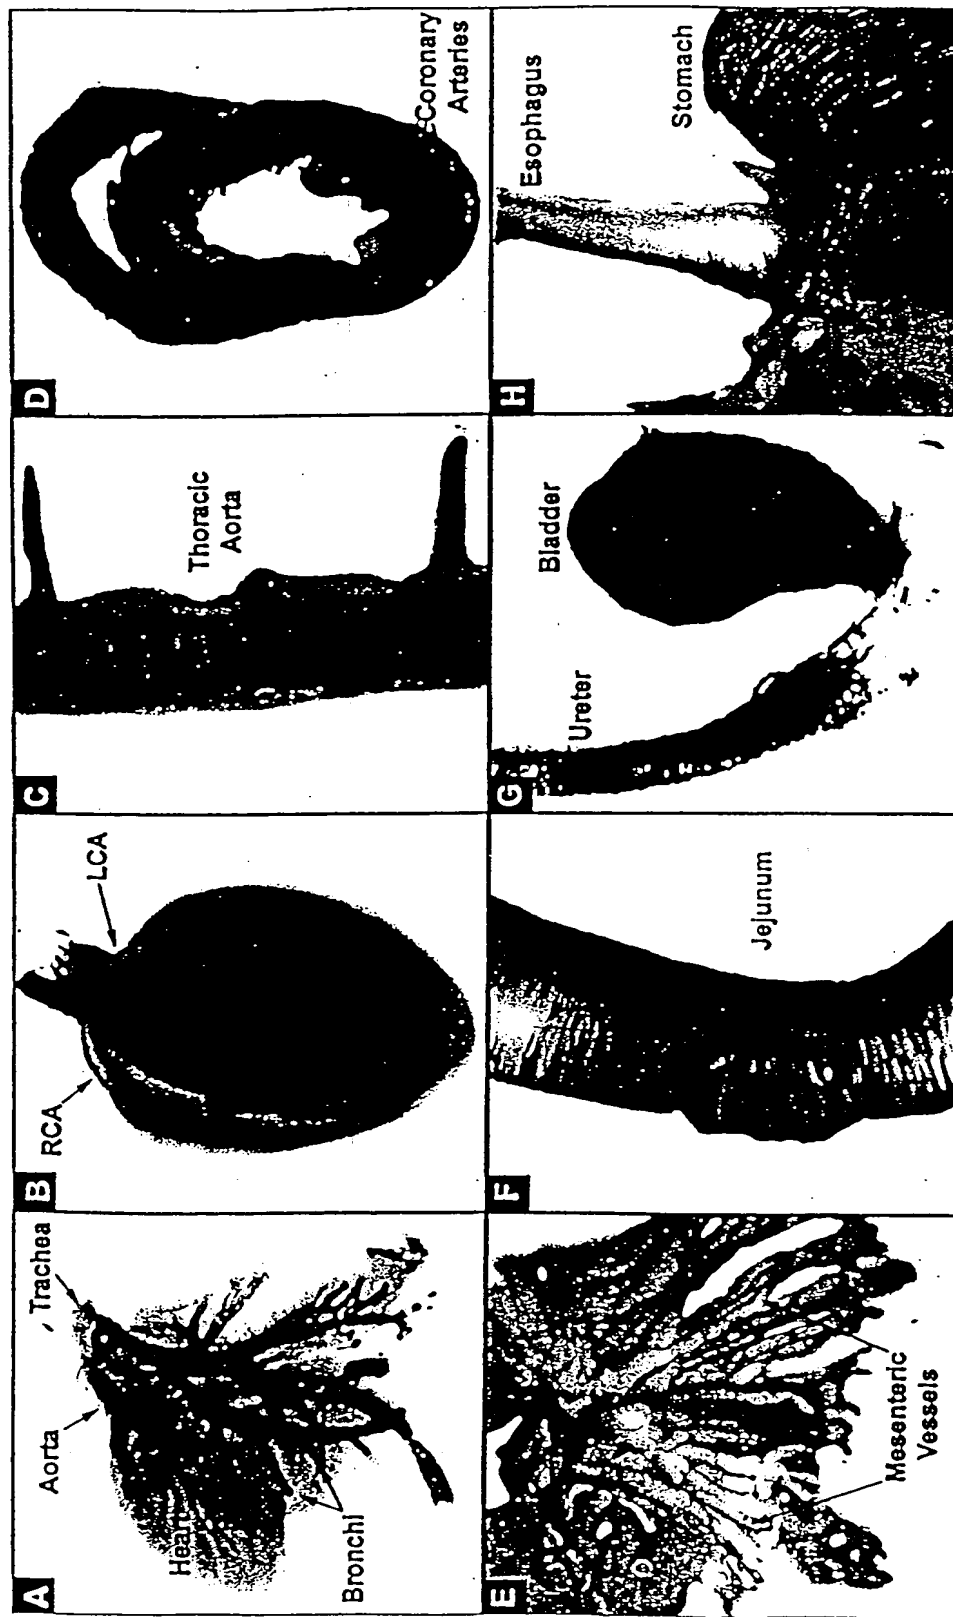 A
Aorta
Trachea
Heart
Bronchi
B
RCA
LCA
C
Thoracic
Aorta
D
Coronary
Arteries
E
Mesenteric
Vessels
F
Jejunum
G
Ureter
Bladder
H
Esophagus
Stomach